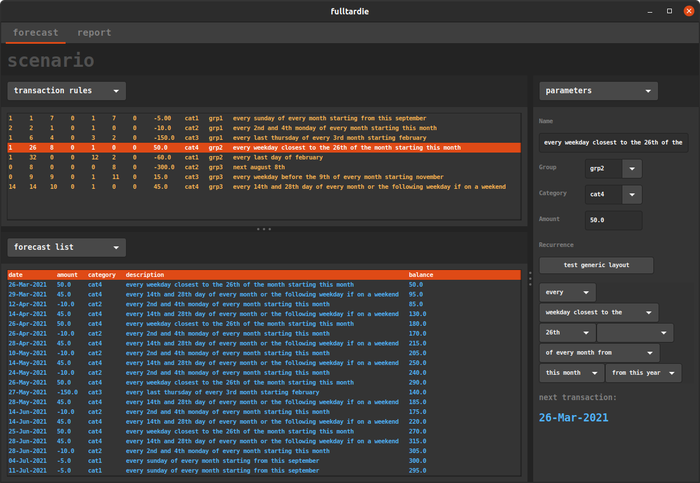 fulltardie
forecast report
scenario
transaction rules
1 1 7 0 1 7 0 -5.00 cat1 grp1 every sunday of every month starting from this september
2 2 1 0 1 0 0 -10.0 cat2 grp1 every 2nd and 4th monday of every month starting this month
1 6 4 0 3 2 0 -150.0 cat3 grp1 every last thursday of every 3rd month starting february
1 26 8 0 1 0 0 50.0 cat4 grp2 every weekday closest to the 26th of the month starting this month
1 32 0 0 12 2 0 -60.0 cat1 grp2 every last day of february
0 8 0 0 0 8 0 -300.0 cat2 grp3 next august 8th
0 9 9 0 1 11 0 15.0 cat3 grp3 every weekday before the 9th of every month starting november
14 14 10 0 1 0 0 45.0 cat4 grp3 every 14th and 28th day of every month or the following weekday if on a weekend
forecast list
date amount category description balance
26-Mar-2021 50.0 cat4 every weekday closest to the 26th of the month starting this month 50.0
29-Mar-2021 45.0 cat4 every 14th and 28th day of every month or the following weekday if on a weekend 95.0
12-Apr-2021 -10.0 cat2 every 2nd and 4th monday of every month starting this month 85.0
14-Apr-2021 45.0 cat4 every 14th and 28th day of every month or the following weekday if on a weekend 130.0
26-Apr-2021 50.0 cat4 every weekday closest to the 26th of the month starting this month 180.0
26-Apr-2021 -10.0 cat2 every 2nd and 4th monday of every month starting this month 170.0
28-Apr-2021 45.0 cat4 every 14th and 28th day of every month or the following weekday if on a weekend 215.0
10-May-2021 -10.0 cat2 every 2nd and 4th monday of every month starting this month 205.0
14-May-2021 45.0 cat4 every 14th and 28th day of every month or the following weekday if on a weekend 250.0
24-May-2021 -10.0 cat2 every 2nd and 4th monday of every month starting this month 240.0
26-May-2021 50.0 cat4 every weekday closest to the 26th of the month starting this month 290.0
27-May-2021 -150.0 cat3 every last thursday of every 3rd month starting february 140.0
28-May-2021 45.0 cat4 every 14th and 28th day of every month or the following weekday if on a weekend 185.0
14-Jun-2021 -10.0 cat2 every 2nd and 4th monday of every month starting this month 175.0
14-Jun-2021 45.0 cat4 every 14th and 28th day of every month or the following weekday if on a weekend 220.0
25-Jun-2021 50.0 cat4 every weekday closest to the 26th of the month starting this month 270.0
28-Jun-2021 45.0 cat4 every 14th and 28th day of every month or the following weekday if on a weekend 315.0
28-Jun-2021 -10.0 cat2 every 2nd and 4th monday of every month starting this month 305.0
04-Jul-2021 -5.0 cat1 every sunday of every month starting from this september 300.0
11-Jul-2021 -5.0 cat1 every sunday of every month starting from this september 295.0
parameters
Name
every weekday closest to the 26th of the
Group grp2
Category cat4
Amount 50.0
Recurrence
test generic layout
every
weekday closest to the
26th
of every month from
this month from this year
next transaction:
26-Mar-2021